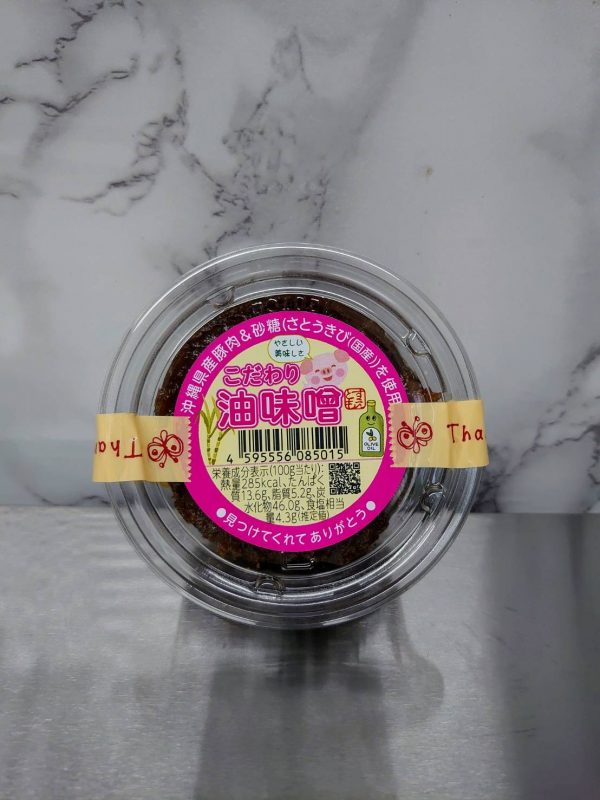 沖縄県産豚肉&砂糖(さとうきび(国産))を使用
やさしい
美味しさ
こだわり
油味噌
OLIVE
OIL
4 595556 085015
栄養成分表示(100g当たり):
熱量285kcal、たんぱく
質13.6g、脂質5.2g、炭
水化物46.0g、食塩相当
量4.3g(推定値)
●見つけてくれて ありがとう●
Tha
Tha